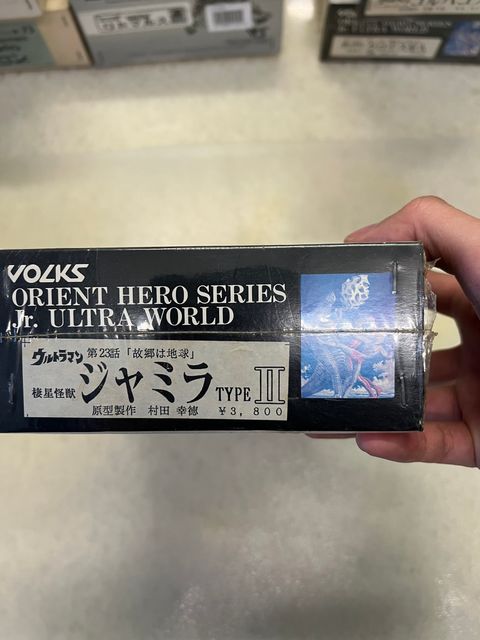 VOLKS
ORIENT HERO SERIES
Jr. ULTRA WORLD
ウルトラマン 第23話「故郷は地球」
棲星怪獣 ジャミラ TYPE II
原型製作 村田 幸徳 ¥3,800